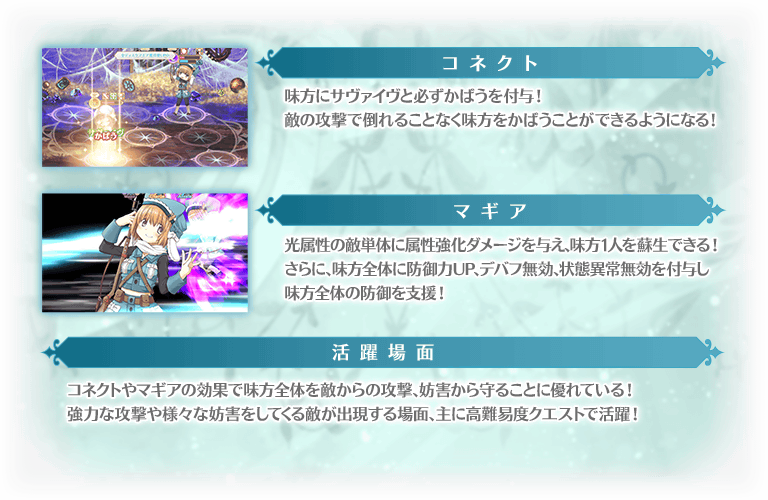 コネクト
味方にサヴァイヴと必ずかばうを付与！
敵の攻撃で倒れることなく味方をかばうことができるようになる！
かばう
マギア
光属性の敵単体に属性強化ダメージを与え、味方1人を蘇生できる！
さらに、味方全体に防御力UP、デバフ無効、状態異常無効を付与し
味方全体の防御を支援！
活躍場面
コネクトやマギアの効果で味方全体を敵からの攻撃、妨害から守ることに優れている！
強力な攻撃や様々な妨害をしてくる敵が出現する場面、主に高難易度クエストで活躍！